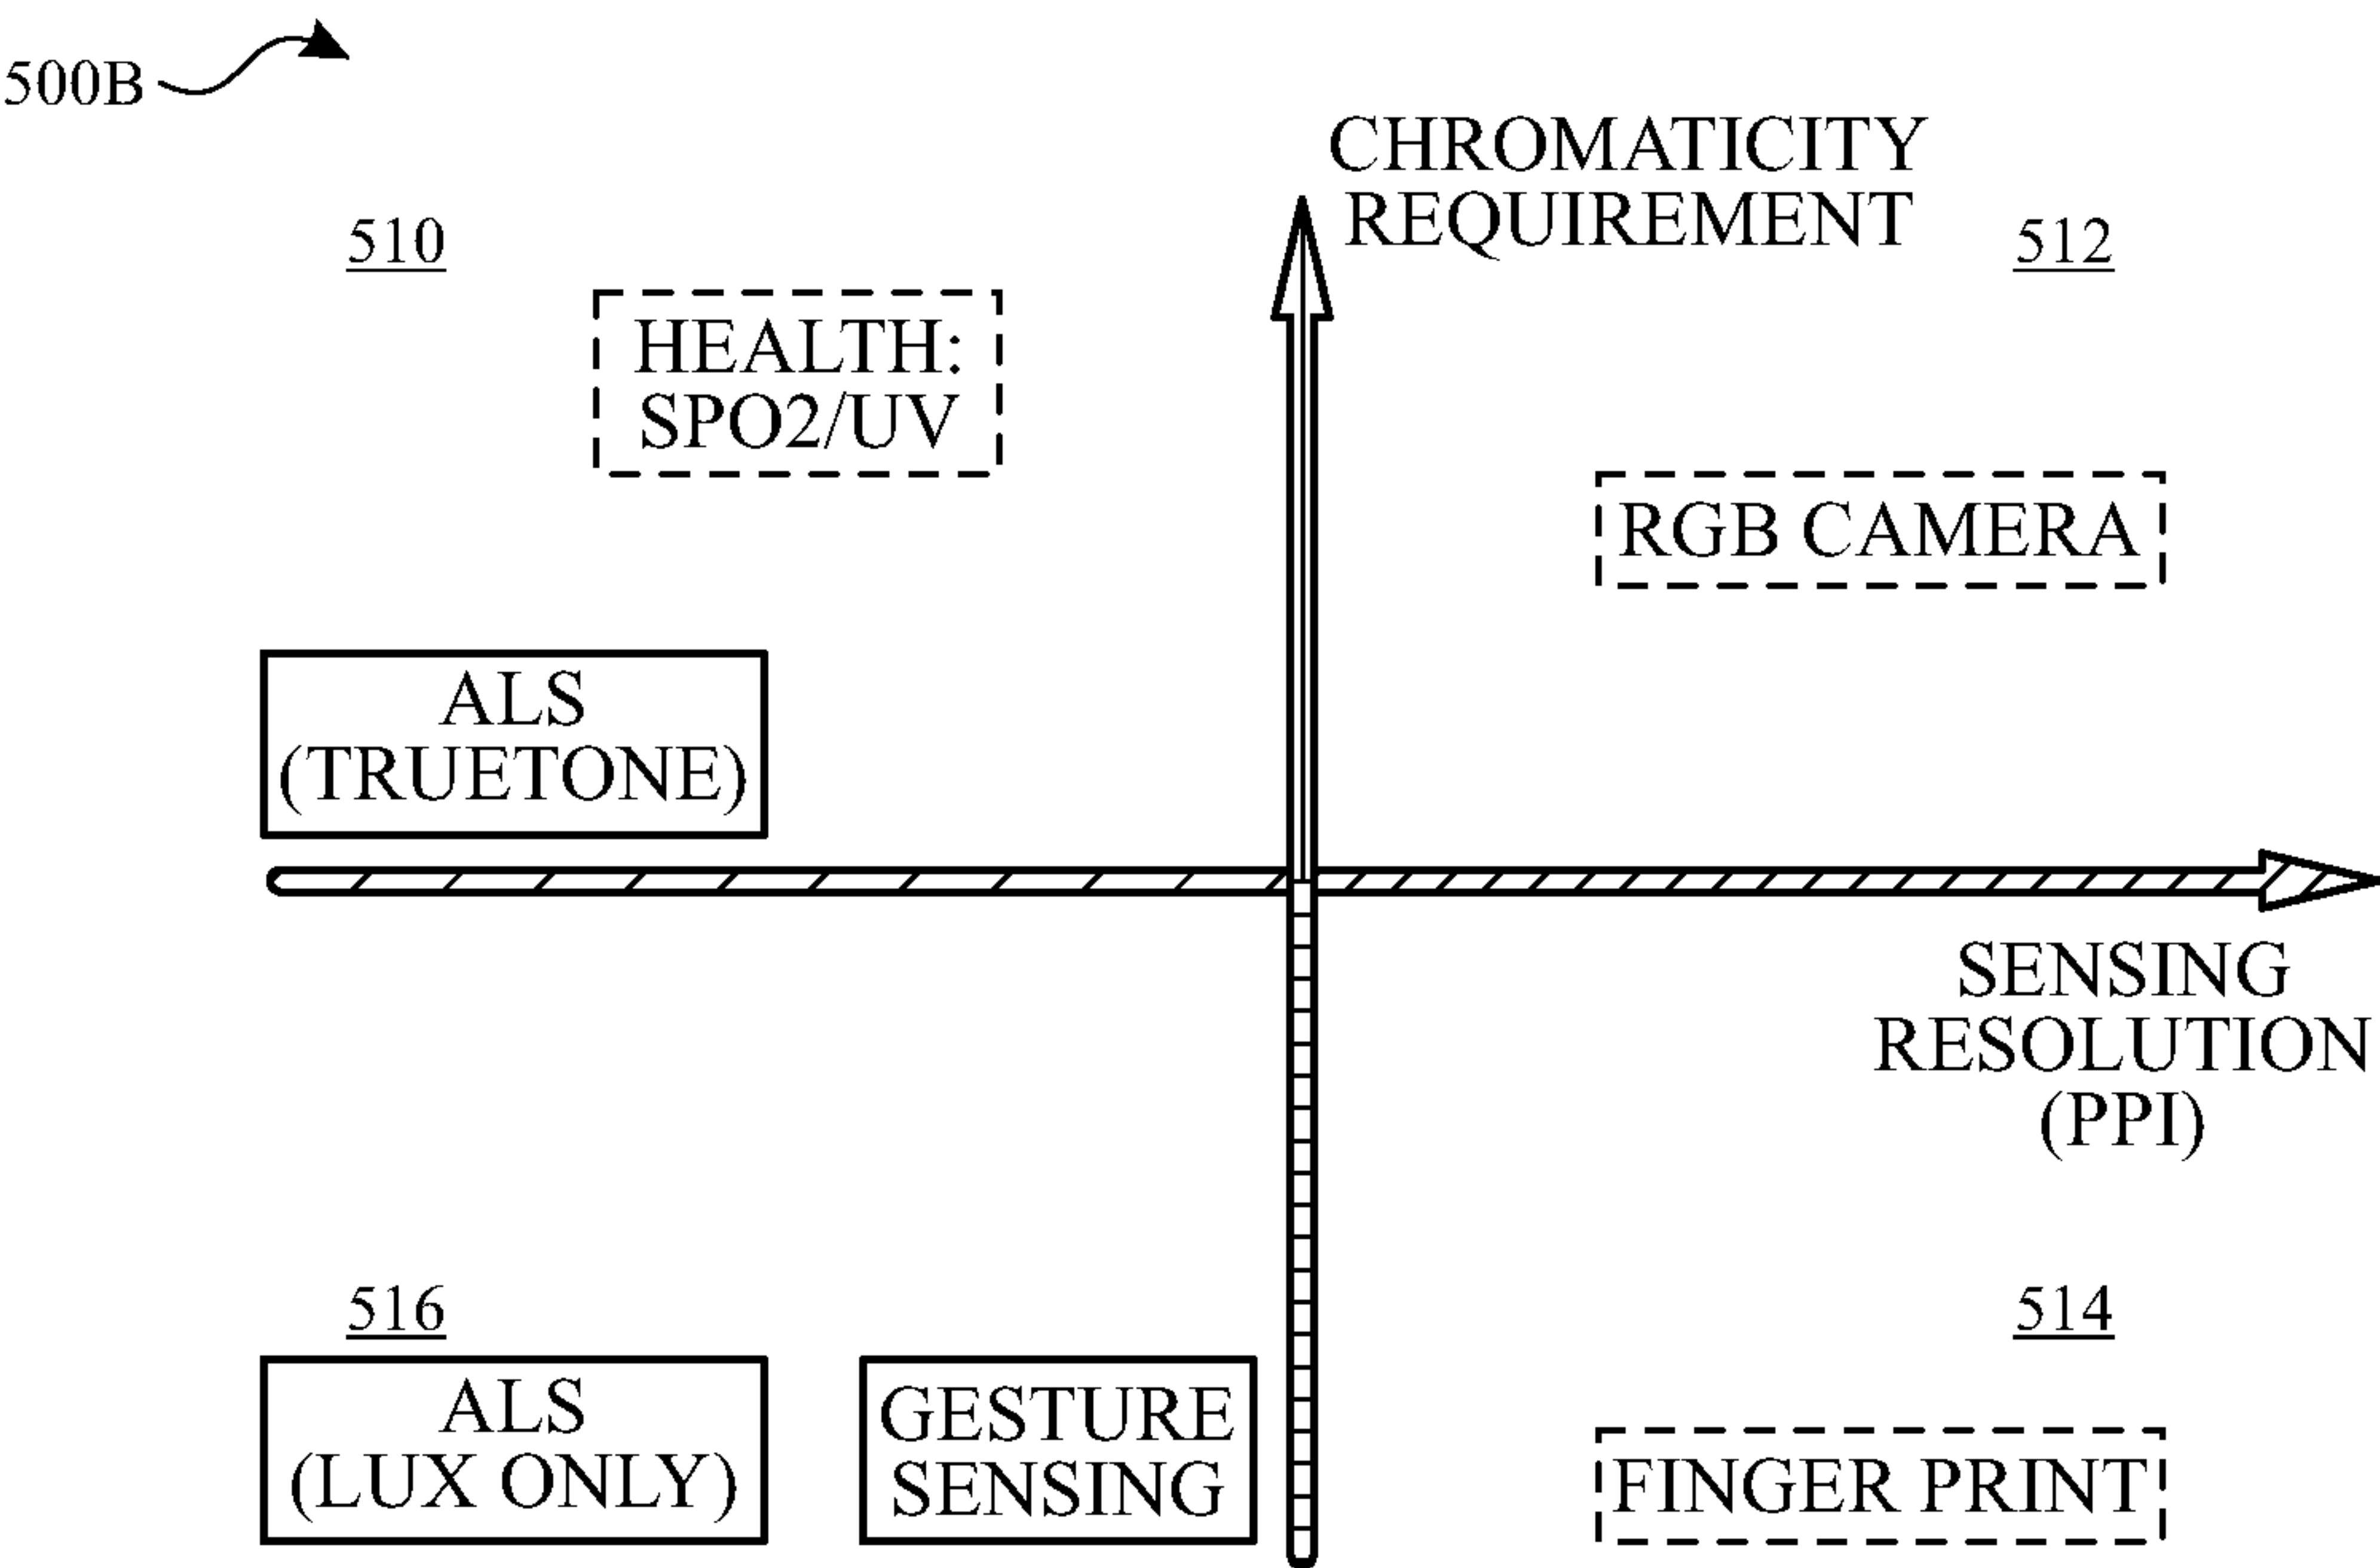 500B
CHROMATICITY
REQUIREMENT
510
512
HEALTH:
SPO2/UV
RGB CAMERA
ALS
(TRUETONE)
SENSING
RESOLUTION
(PPI)
516
514
ALS
(LUX ONLY)
GESTURE
SENSING
FINGER PRINT